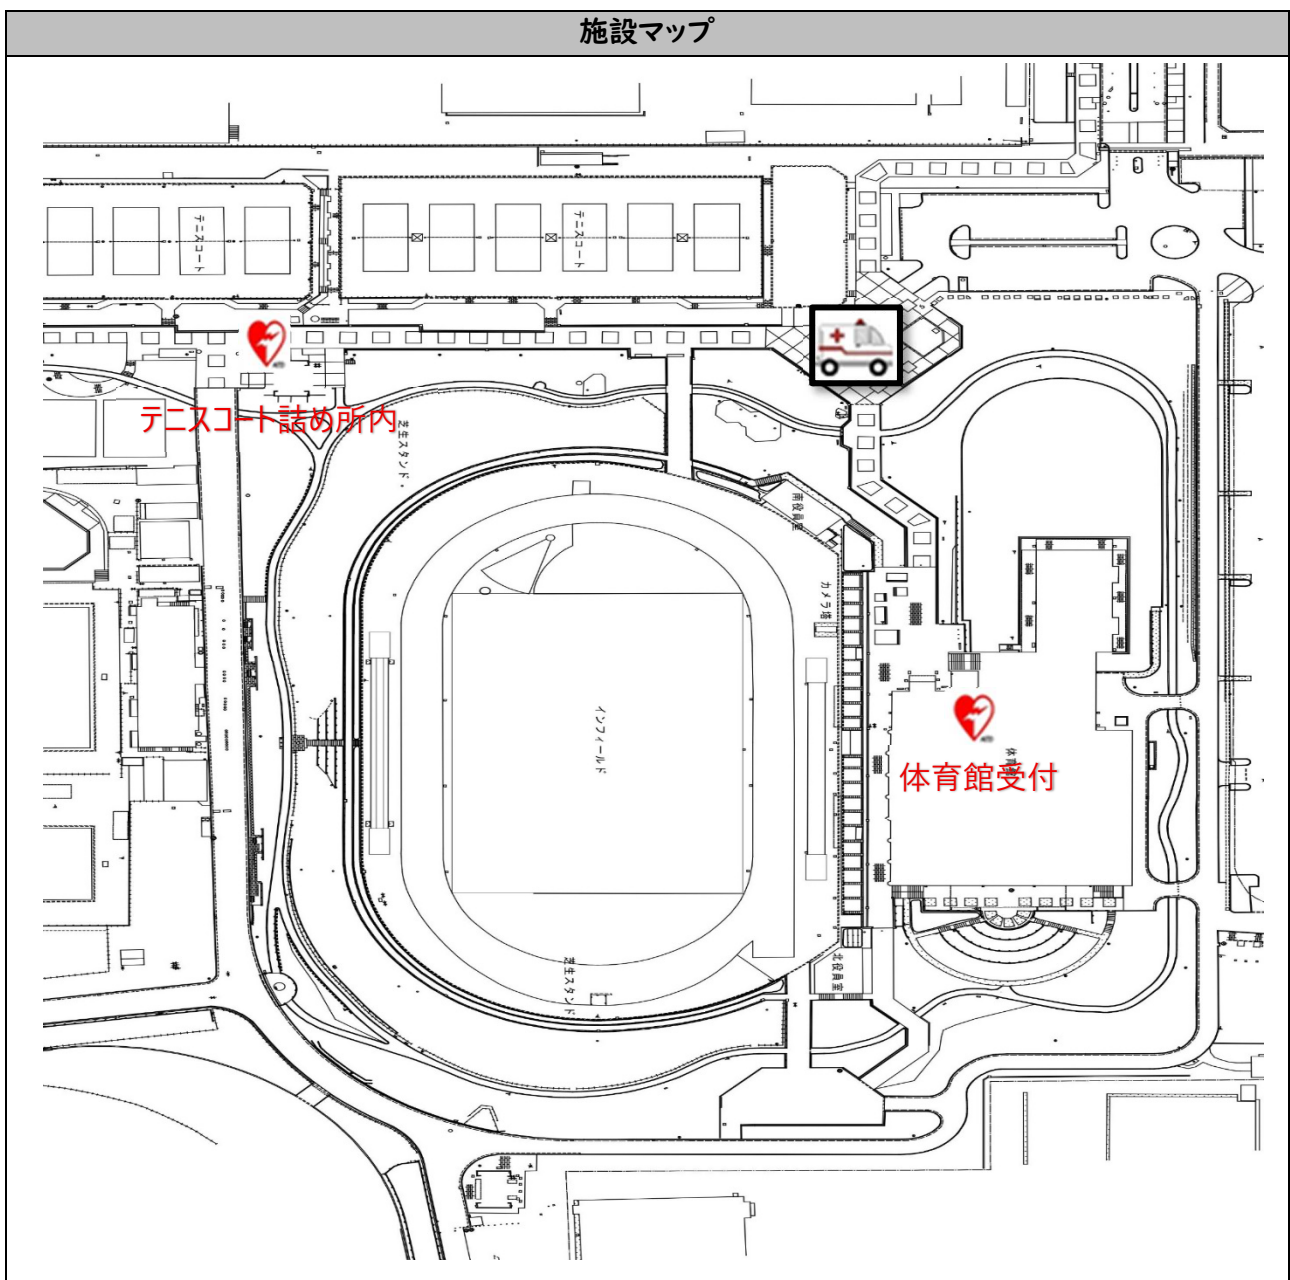 施設マップ
テニスコート
テニスコート
テニスコート詰め所内
芝生スタンド
南役員室
カメラ塔
インフィールド
体育館受付
芝生スタンド
北役員室